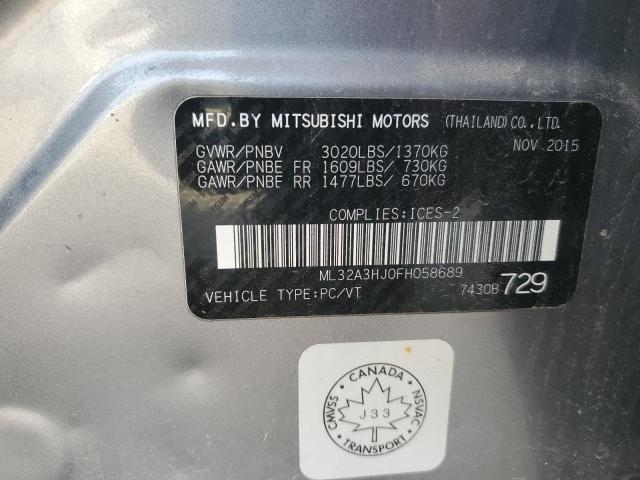 MFD.BY MITSUBISHI MOTORS (THAILAND)CO.,LTD.
GVWR/PNBV 3020LBS/1370KG NOV 2015
GAWR/PNBE FR 1609LBS/ 730KG
GAWR/PNBE RR 1477LBS/ 670KG
COMPLIES:ICES-2
ML32A3HJ0FH058689
VEHICLE TYPE:PC/VT 7430B 729
CANADA
CMVSS J33 NSVAC
TRANSPORT